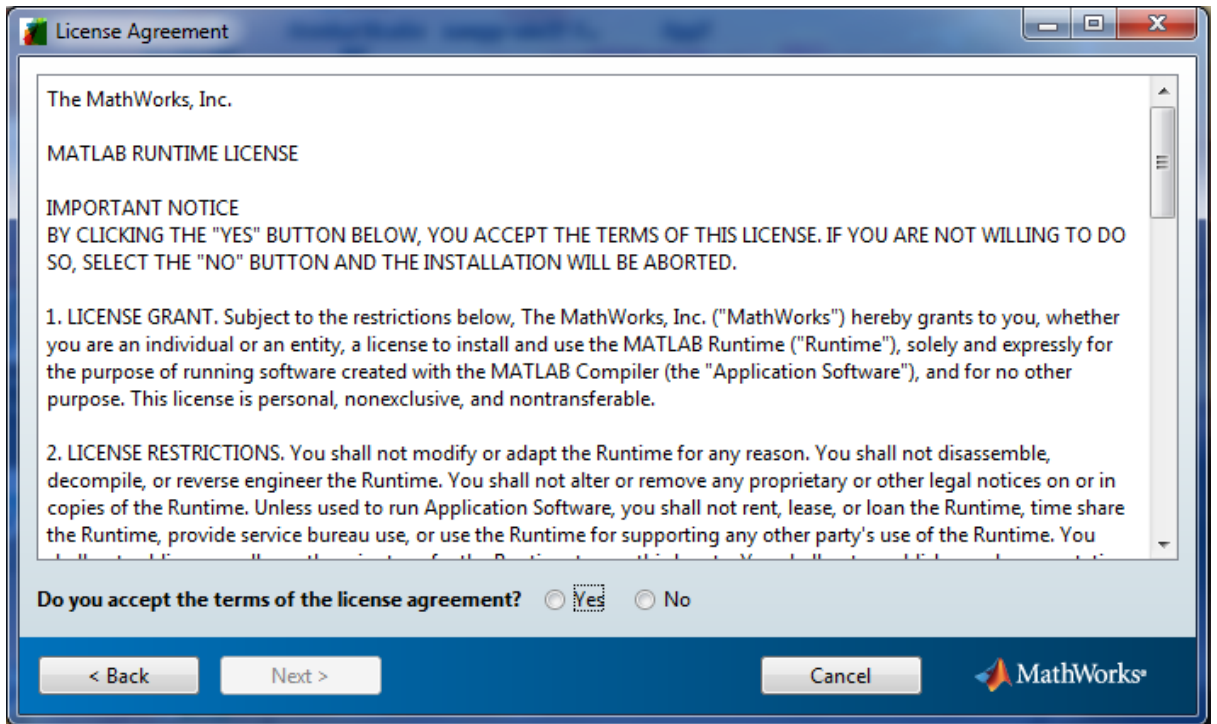 License Agreement
The MathWorks, Inc.
MATLAB RUNTIME LICENSE
IMPORTANT NOTICE
BY CLICKING THE "YES" BUTTON BELOW, YOU ACCEPT THE TERMS OF THIS LICENSE. IF YOU ARE NOT WILLING TO DO
SO, SELECT THE "NO" BUTTON AND THE INSTALLATION WILL BE ABORTED.
1. LICENSE GRANT. Subject to the restrictions below, The MathWorks, Inc. ("MathWorks") hereby grants to you, whether
you are an individual or an entity, a license to install and use the MATLAB Runtime ("Runtime"), solely and expressly for
the purpose of running software created with the MATLAB Compiler (the "Application Software"), and for no other
purpose. This license is personal, nonexclusive, and nontransferable.
2. LICENSE RESTRICTIONS. You shall not modify or adapt the Runtime for any reason. You shall not disassemble,
decompile, or reverse engineer the Runtime. You shall not alter or remove any proprietary or other legal notices on or in
copies of the Runtime. Unless used to run Application Software, you shall not rent, lease, or loan the Runtime, time share
the Runtime, provide service bureau use, or use the Runtime for supporting any other party's use of the Runtime. You
Do you accept the terms of the license agreement? Yes No
< Back Next > Cancel MathWorks®